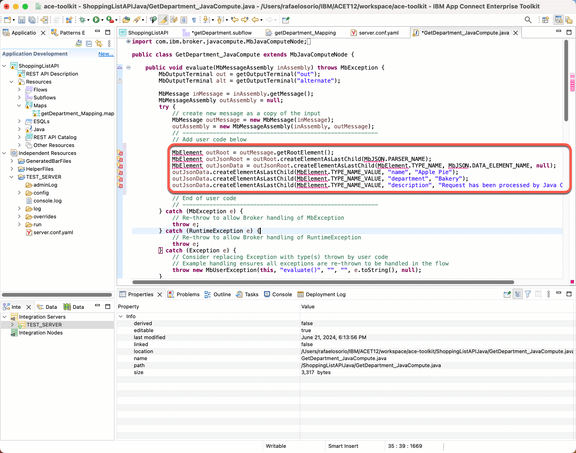 ace-toolkit - ShoppingListAPIJava/GetDepartment_JavaCompute.java - /Users/rafaelosorio/IBM/ACET12/workspace/ace-toolkit - IBM App Connect Enterprise Toolkit
Applicatio
Patterns E
Application Development
New...
ShoppingListAPI
REST API Description
Resources
Flows
Subflows
Maps
getDepartment_Mapping.map
ESQLs
Java
REST API Catalog
Other Resources
Independent Resources
GeneratedBarFiles
HelperFiles
TEST_SERVER
adminLog
config
console.log
log
overrides
run
server.conf.yaml
Inte
Data
Data
Integration Servers
TEST_SERVER
Integration Nodes
ShoppingListAPI
*getDepartment.subflow
getDepartment_Mapping
server.conf.yaml
*GetDepartment_JavaCompute.java
import com.ibm.broker.javacompute.MbJavaComputeNode;
public class GetDepartment_JavaCompute extends MbJavaComputeNode {
public void evaluate(MbMessageAssembly inAssembly) throws MbException {
MbOutputTerminal out = getOutputTerminal("out");
MbOutputTerminal alt = getOutputTerminal("alternate");
MbMessage inMessage = inAssembly.getMessage();
MbMessageAssembly outAssembly = null;
try {
// create new message as a copy of the input
MbMessage outMessage = new MbMessage(inMessage);
outAssembly = new MbMessageAssembly(inAssembly, outMessage);
// Add user code below
MbElement outRoot = outMessage.getRootElement();
MbElement outJsonRoot = outRoot.createElementAsLastChild(MbJSON.PARSER_NAME);
MbElement outJsonData = outJsonRoot.createElementAsLastChild(MbElement.TYPE_NAME, MbJSON.DATA_ELEMENT_NAME, null);
outJsonData.createElementAsLastChild(MbElement.TYPE_NAME_VALUE, "name", "Apple Pie");
outJsonData.createElementAsLastChild(MbElement.TYPE_NAME_VALUE, "department", "Bakery");
outJsonData.createElementAsLastChild(MbElement.TYPE_NAME_VALUE, "description", "Request has been processed by Java C
// End of user code
} catch (MbException e) {
// Re-throw to allow Broker handling of MbException
throw e;
} catch (RuntimeException e) {
// Re-throw to allow Broker handling of RuntimeException
throw e;
} catch (Exception e) {
// Consider replacing Exception with type(s) thrown by user code
// Example handling ensures all exceptions are re-thrown to be handled in the flow
throw new MbUserException(this, "evaluate()", "", "", e.toString(), null);
}
Properties
Problems
Outline
Tasks
Console
Deployment Log
Property Value
Info
derived false
editable true
last modified June 21, 2024, 6:13:56 PM
linked false
location /Users/rafaelosorio/IBM/ACET12/workspace/ace-toolkit/ShoppingListAPIJava/GetDepartment_JavaCompute.java
name GetDepartment_JavaCompute.java
path /ShoppingListAPIJava/GetDepartment_JavaCompute.java
size 3,317 bytes
Writable Smart Insert 35 : 39 : 1669